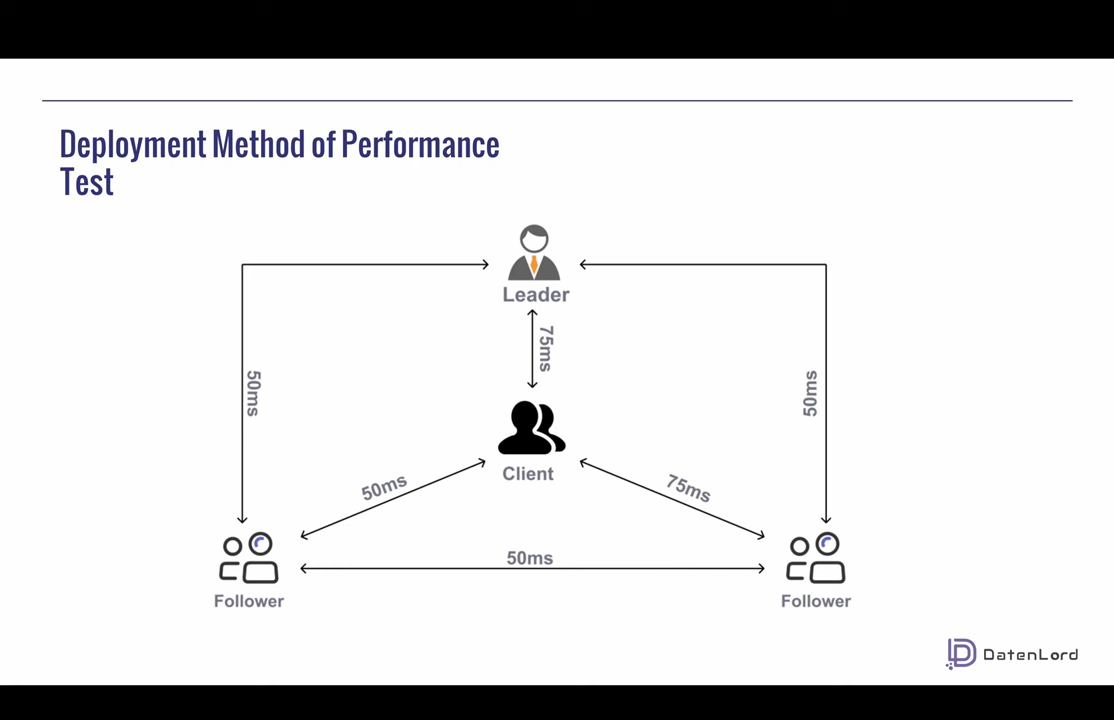 Deployment Method of Performance
Test
Leader
75ms
50ms
50ms
Client
50ms
75ms
50ms
Follower
Follower
DatenLord